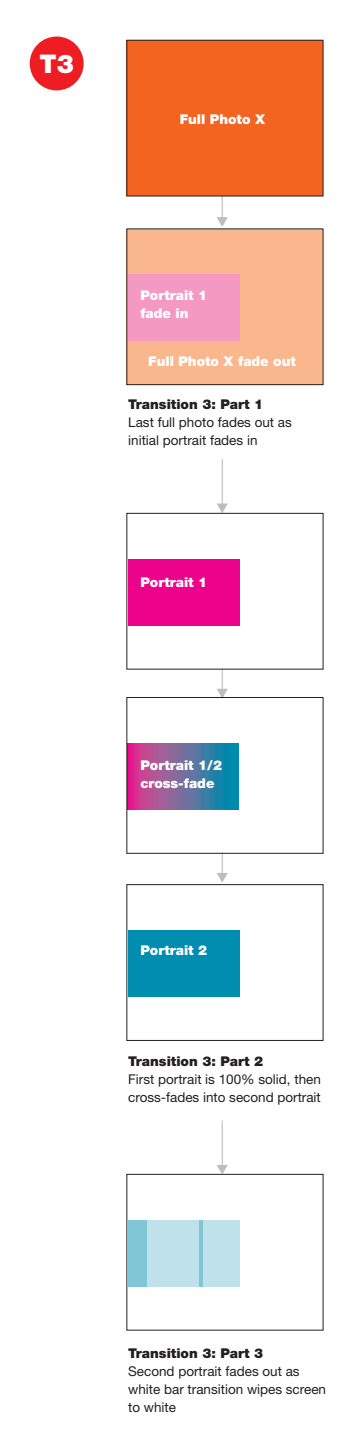 T3
Full Photo X
Portrait 1
fade in
Full Photo X fade out
Transition 3: Part 1
Last full photo fades out as
initial portrait fades in
Portrait 1
Portrait 1/2
cross-fade
Portrait 2
Transition 3: Part 2
First portrait is 100% solid, then
cross-fades into second portrait
Transition 3: Part 3
Second portrait fades out as
white bar transition wipes screen
to white